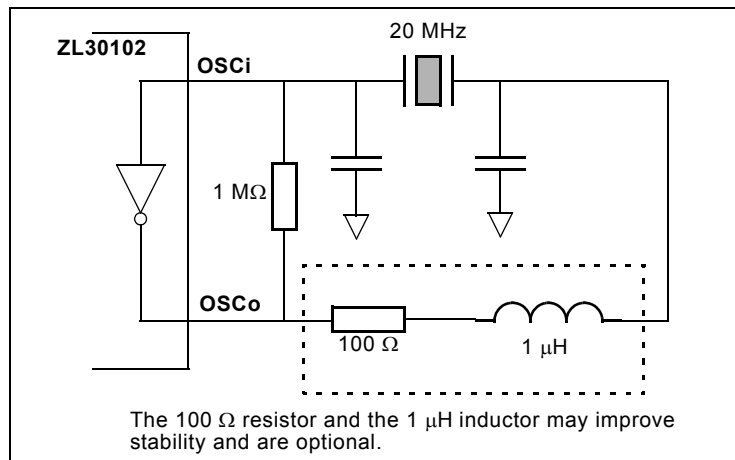 20 MHz
ZL30102
OSCi
1 MΩ
OSCo
100 Ω
1 μH
The 100 Ω resistor and the 1 μH inductor may improve
stability and are optional.